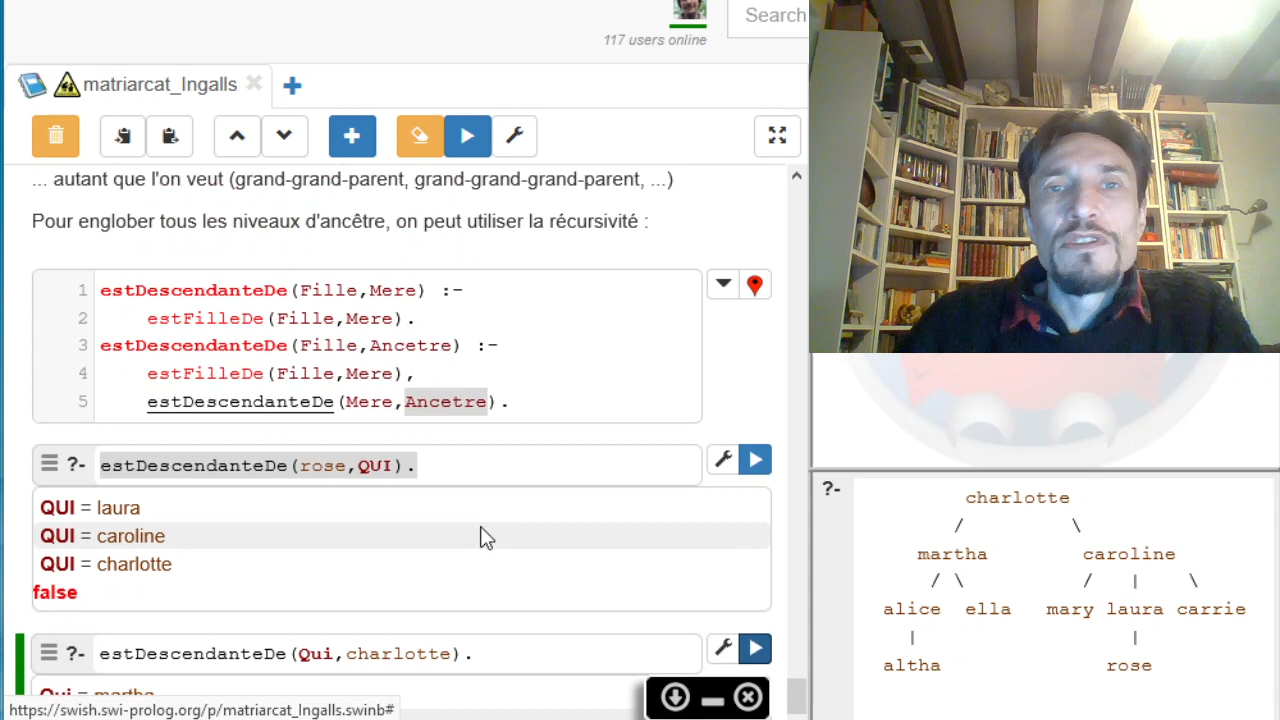 Search
117 users online
matriarcat_Ingalls
... autant que l'on veut (grand-grand-parent, grand-grand-grand-parent, ...)
Pour englober tous les niveaux d'ancêtre, on peut utiliser la récursivité :
1 estDescendanteDe(Fille,Mere) :-
2 estFilleDe(Fille,Mere).
3 estDescendanteDe(Fille,Ancetre) :-
4 estFilleDe(Fille,Mere),
5 estDescendanteDe(Mere,Ancetre).
?- estDescendanteDe(rose,QUI).
QUI = laura
QUI = caroline
QUI = charlotte
false
?- estDescendanteDe(Qui,charlotte).
Qui = martha
https://swish.swi-prolog.org/p/matriarcat_Ingalls.swinb#
?- charlotte
/ \
martha caroline
/ \ / | \
alice ella mary laura carrie
| |
altha rose